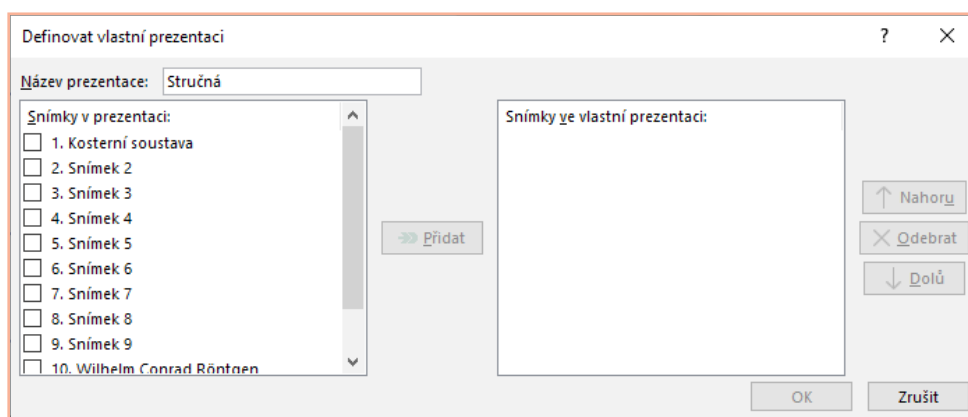 Definovat vlastní prezentaci
?
Název prezentace: Stručná
Snímky v prezentaci:
1. Kosterní soustava
2. Snímek 2
3. Snímek 3
4. Snímek 4
5. Snímek 5
6. Snímek 6
7. Snímek 7
8. Snímek 8
9. Snímek 9
10. Wilhelm Conrad Röntgen
Přidat
Snímky ve vlastní prezentaci:
Nahoru
Odebrat
Dolů
OK
Zrušit